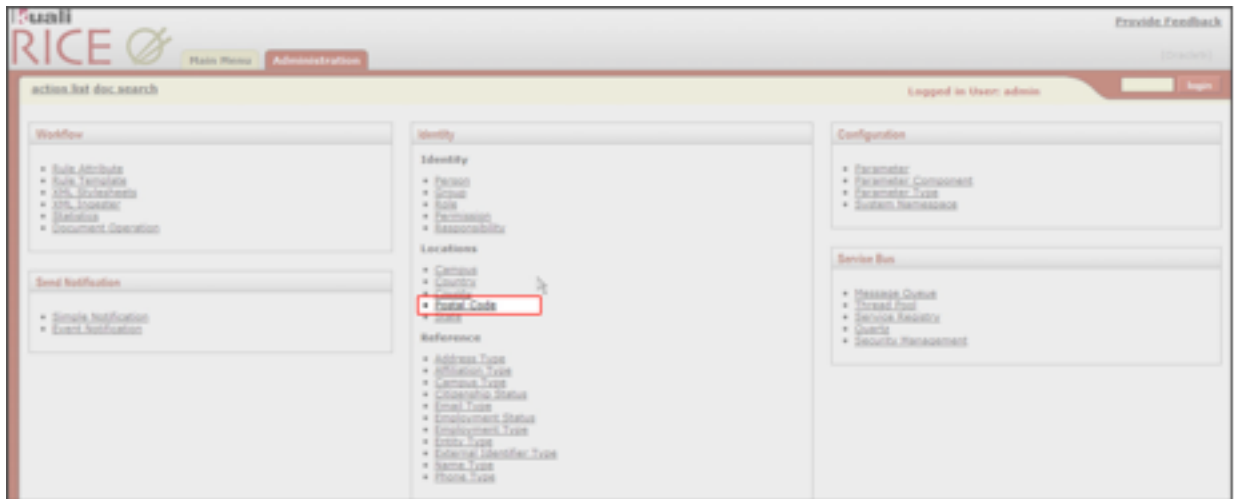 Kuali
RICE
Provide Feedback
Main Menu
Administration
action list doc search
Logged in User: admin
login
Workflow
Rule Attribute
Rule Template
XML Stylesheets
XML Ingester
Statistics
Document Operation
Send Notification
Simple Notification
Event Notification
Identity
Identity
Person
Group
Role
Permission
Responsibility
Locations
Campus
Country
County
Postal Code
State
Reference
Address Type
Affiliation Type
Campus Type
Citizenship Status
Email Type
Employment Status
Employment Type
Entity Type
External Identifier Type
Name Type
Phone Type
Configuration
Parameter
Parameter Component
Parameter Type
System Namespace
Service Bus
Message Queue
Thread Pool
Service Registry
Quartz
Security Management